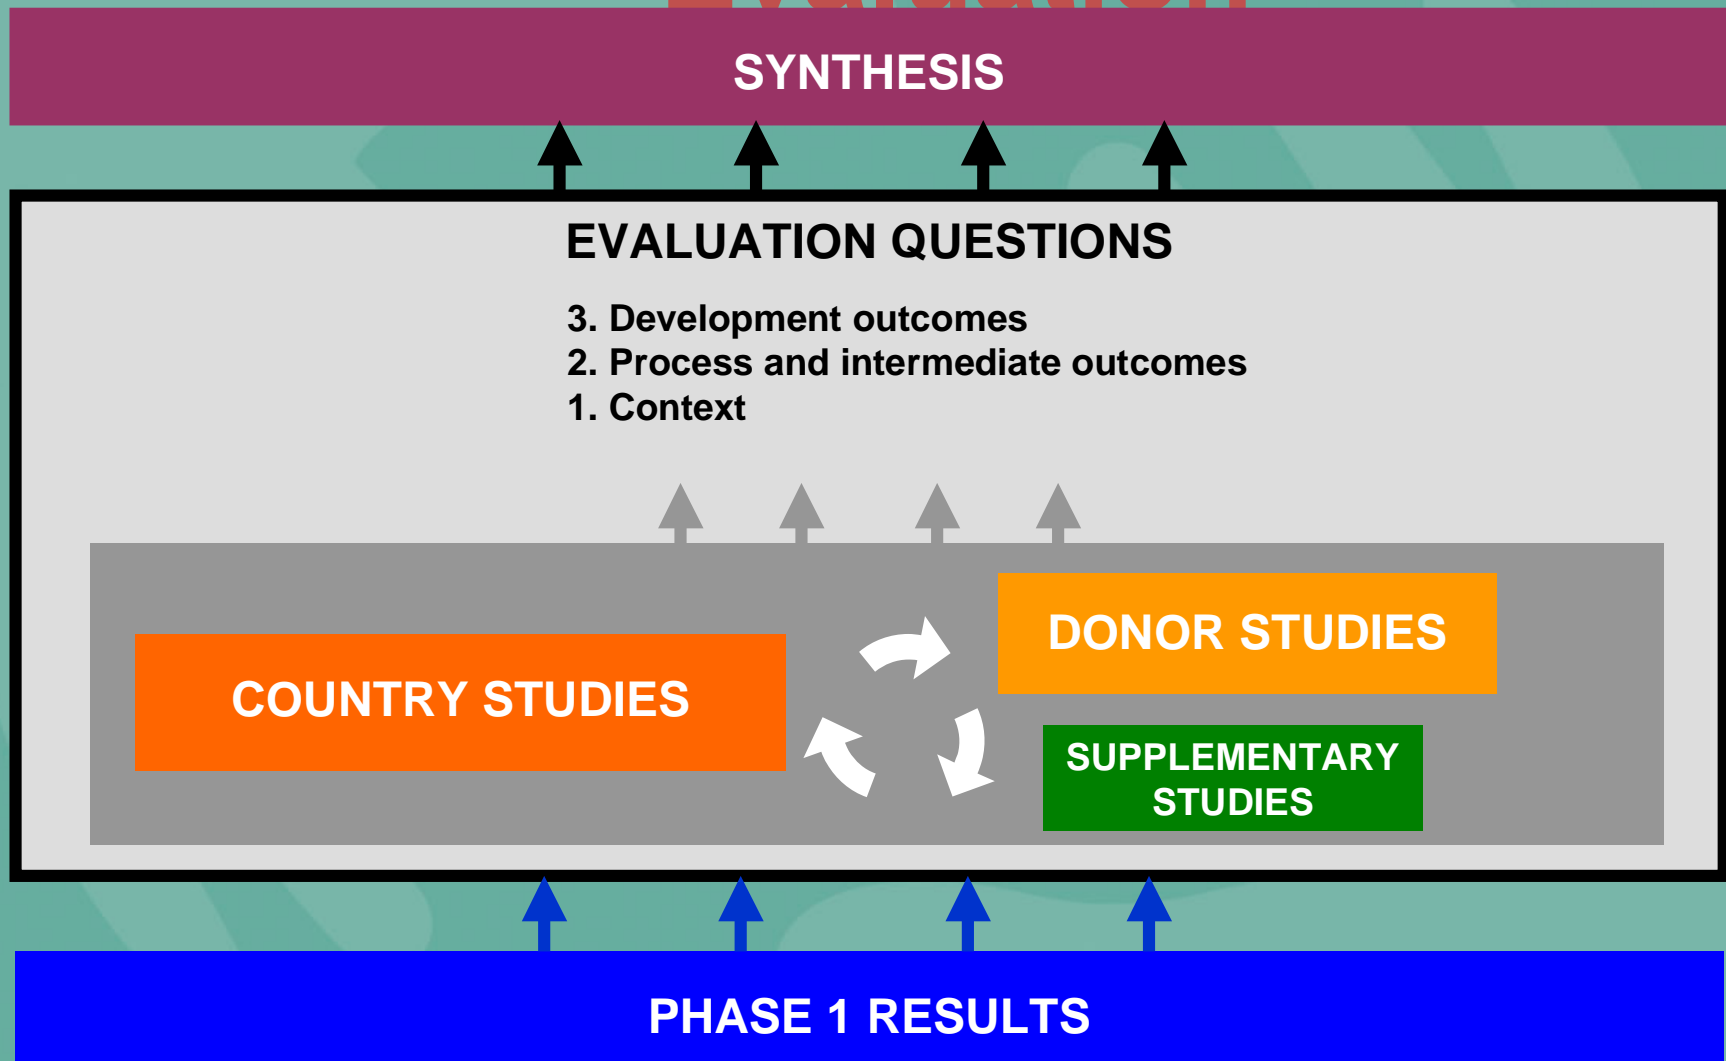 Evaluation
SYNTHESIS
EVALUATION QUESTIONS
3. Development outcomes
2. Process and intermediate outcomes
1. Context
COUNTRY STUDIES
DONOR STUDIES
SUPPLEMENTARY
STUDIES
PHASE 1 RESULTS